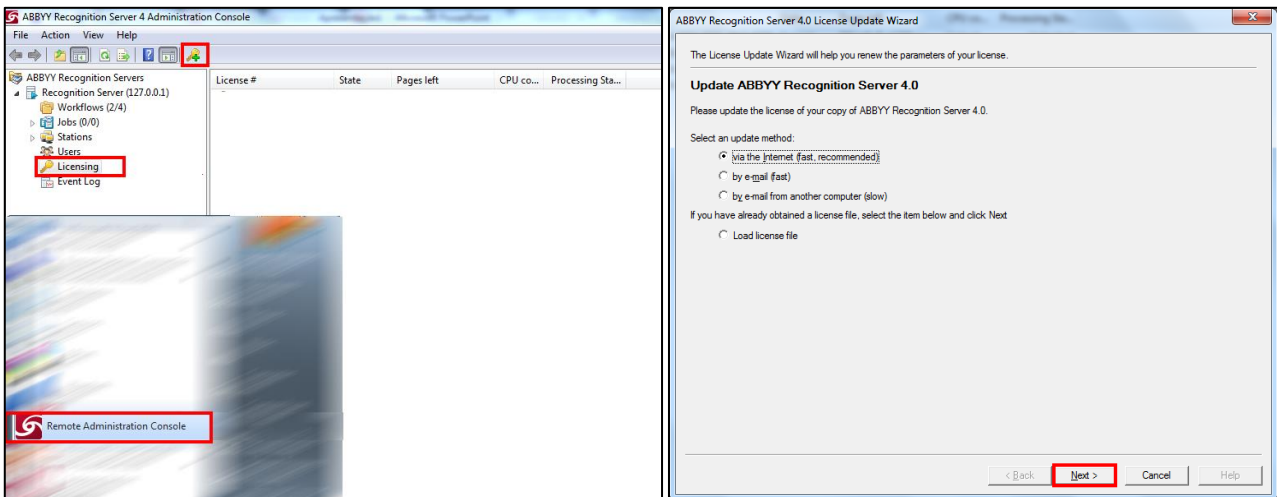 ABBYY Recognition Server 4 Administration Console
File Action View Help
ABBYY Recognition Servers
Recognition Server (127.0.0.1)
Workflows (2/4)
Jobs (0/0)
Stations
Users
Licensing
Event Log
License # State Pages left CPU co... Processing Sta...
Remote Administration Console
ABBYY Recognition Server 4.0 License Update Wizard
The License Update Wizard will help you renew the parameters of your license.
Update ABBYY Recognition Server 4.0
Please update the license of your copy of ABBYY Recognition Server 4.0.
Select an update method:
via the Internet (fast, recommended)
by e-mail (fast)
by e-mail from another computer (slow)
If you have already obtained a license file, select the item below and click Next
Load license file
< Back Next > Cancel Help